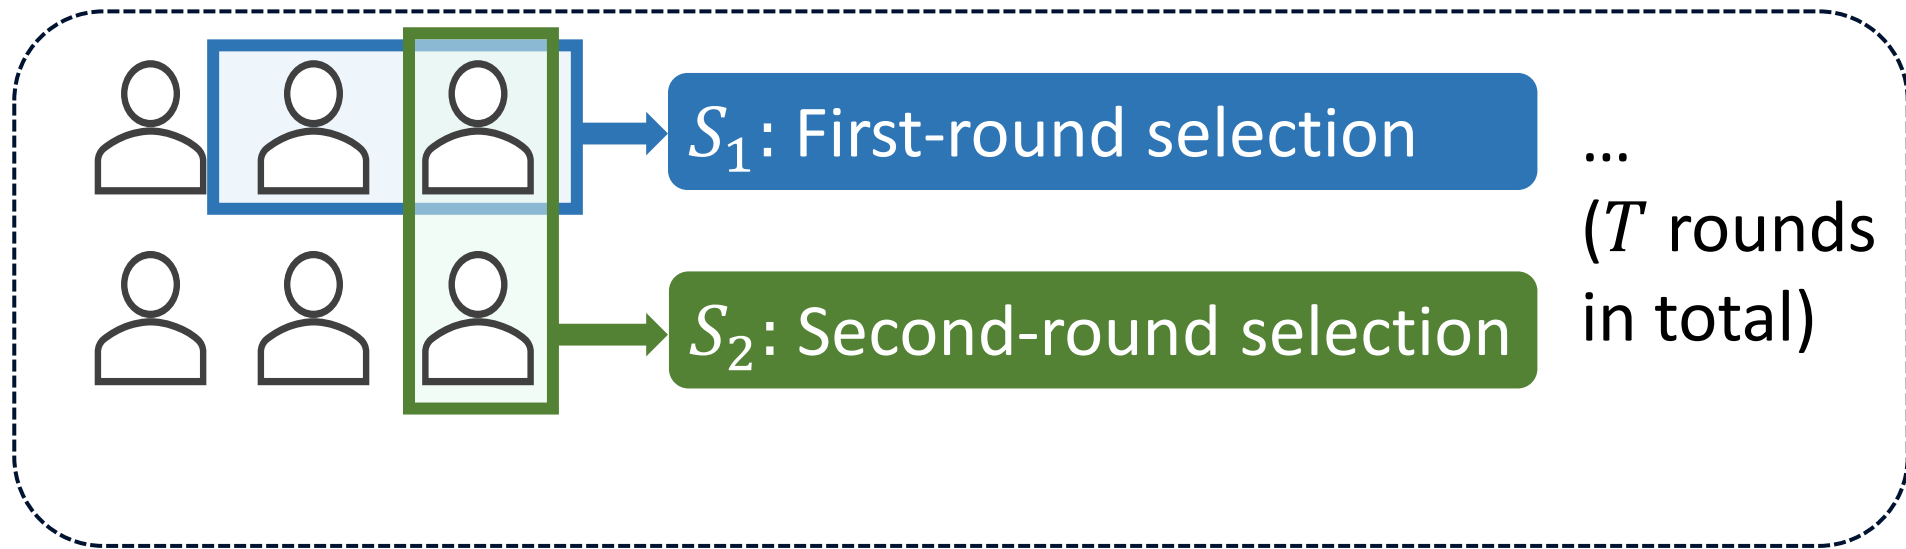 S₁: First-round selection
S₂: Second-round selection
...
(T rounds
in total)